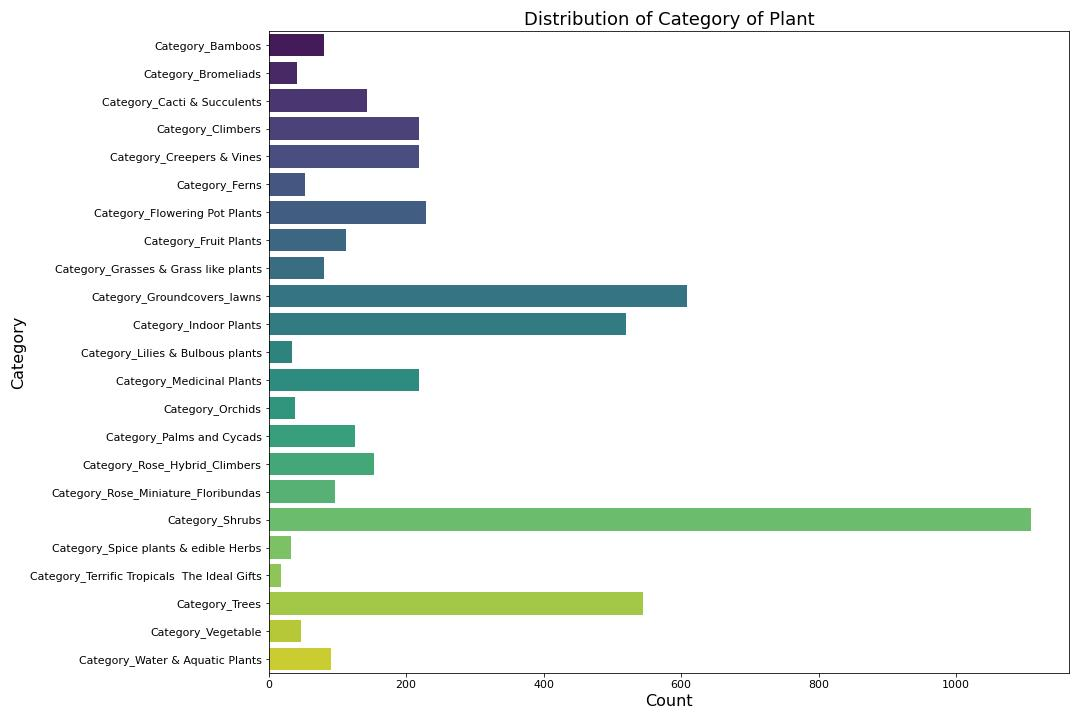 Distribution of Category of Plant
Category_Bamboos
Category_Bromeliads
Category_Cacti & Succulents
Category_Climbers
Category_Creepers & Vines
Category_Ferns
Category_Flowering Pot Plants
Category_Fruit Plants
Category_Grasses & Grass like plants
Category_Groundcovers_lawns
Category_Indoor Plants
Category_Lilies & Bulbous plants
Category_Medicinal Plants
Category_Orchids
Category_Palms and Cycads
Category_Rose_Hybrid_Climbers
Category_Rose_Miniature_Floribundas
Category_Shrubs
Category_Spice plants & edible Herbs
Category_Terrific Tropicals  The Ideal Gifts
Category_Trees
Category_Vegetable
Category_Water & Aquatic Plants
Category
0 200 400 600 800 1000
Count